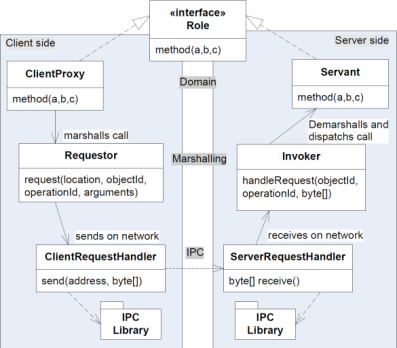 «interface»
Role
method(a,b,c)
Client side
Server side
ClientProxy
method(a,b,c)
Domain
Servant
method(a,b,c)
marshalls call
Demarshalls and
dispatchs call
Requestor
request(location, objectId,
operationId, arguments)
Marshalling
Invoker
handleRequest(objectId,
operationId, byte[])
sends on network
IPC
receives on network
ClientRequestHandler
send(address, byte[])
ServerRequestHandler
byte[] receive()
IPC
Library
IPC
Library